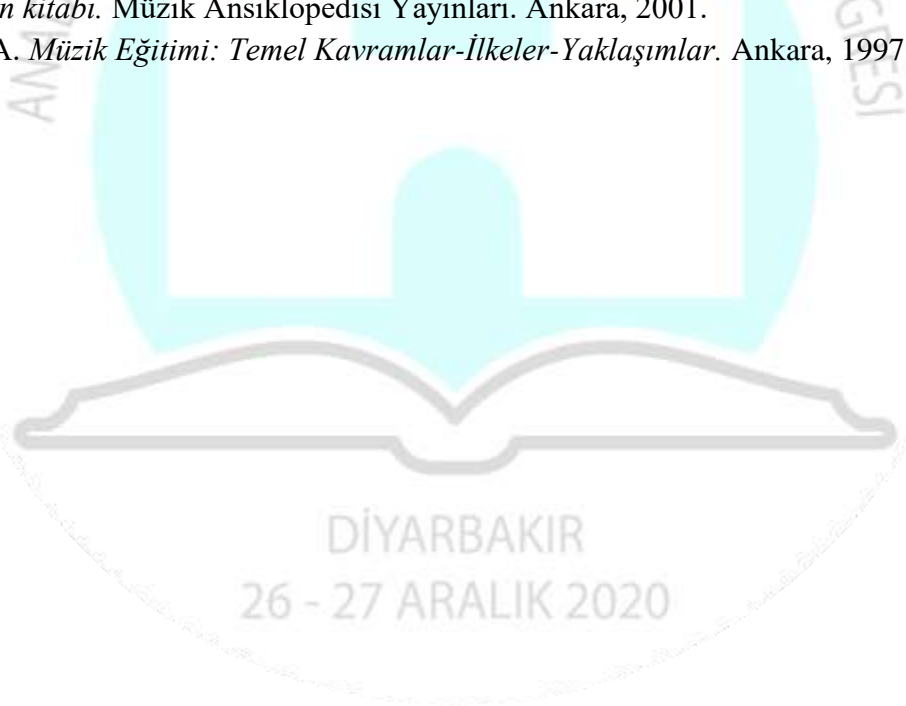 n kitabı. Müzik Ansiklopedisi Yayınları. Ankara, 2001.
A. Müzik Eğitimi: Temel Kavramlar-İlkeler-Yaklaşımlar. Ankara, 1997
DİYARBAKIR
26 - 27 ARALIK 2020